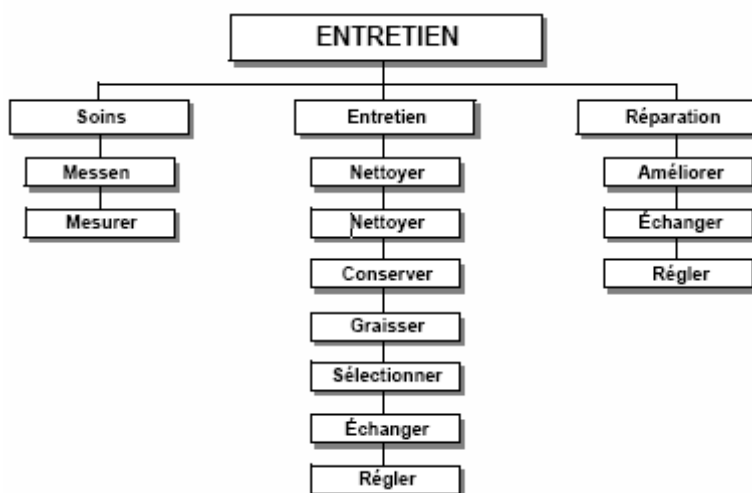 ENTRETIEN
Soins
Messen
Mesurer
Entretien
Nettoyer
Nettoyer
Conserver
Graisser
Sélectionner
Échanger
Régler
Réparation
Améliorer
Échanger
Régler